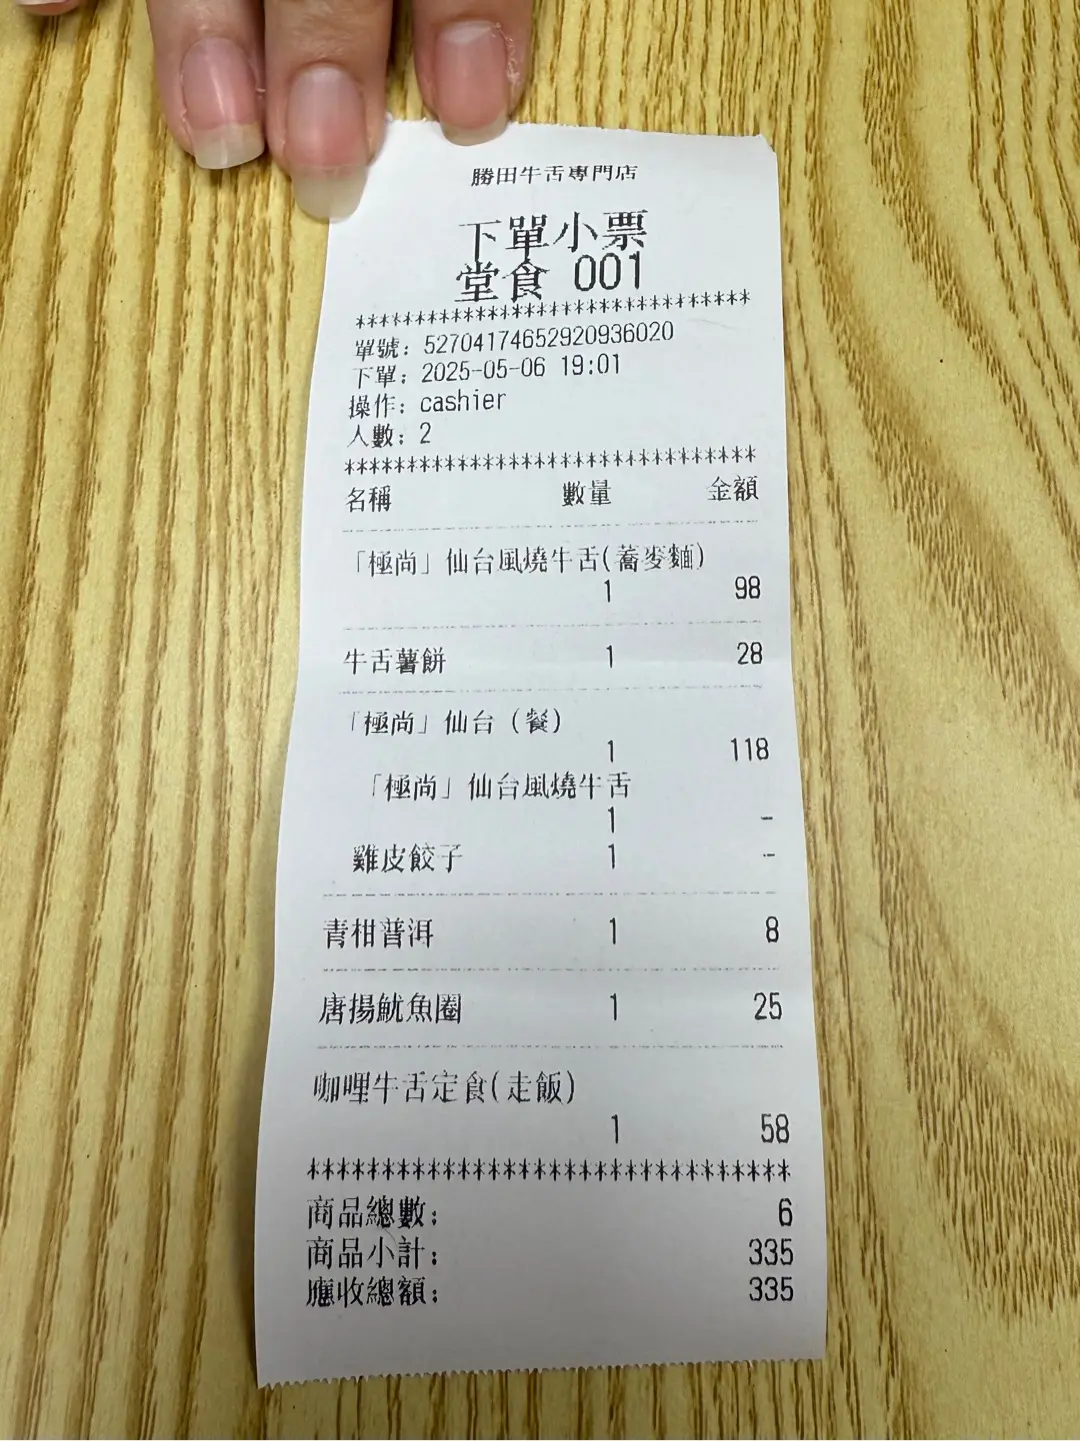 勝田牛舌專門店
下單小票
堂食 001
*********************************
單號: 52704174652920936020
下單: 2025-05-06 19:01
操作: cashier
人數: 2
*********************************
名稱 數量 金額
「極尚」仙台風燒牛舌(蕎麥麵)
1 98
牛舌薯餅 1 28
「極尚」仙台（餐）
1 118
「極尚」仙台風燒牛舌
1 -
雞皮餃子 1 -
青柑普洱 1 8
唐揚魷魚圈 1 25
咖哩牛舌定食(走飯)
1 58
*********************************
商品總數: 6
商品小計: 335
應收總額: 335